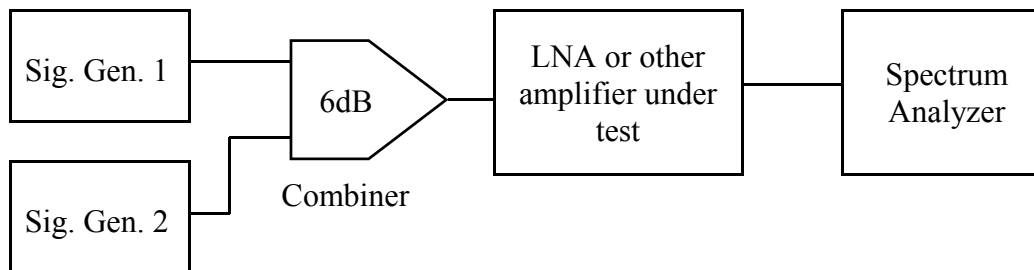 Sig. Gen. 1
6dB
Combiner
Sig. Gen. 2
LNA or other
amplifier under
test
Spectrum
Analyzer